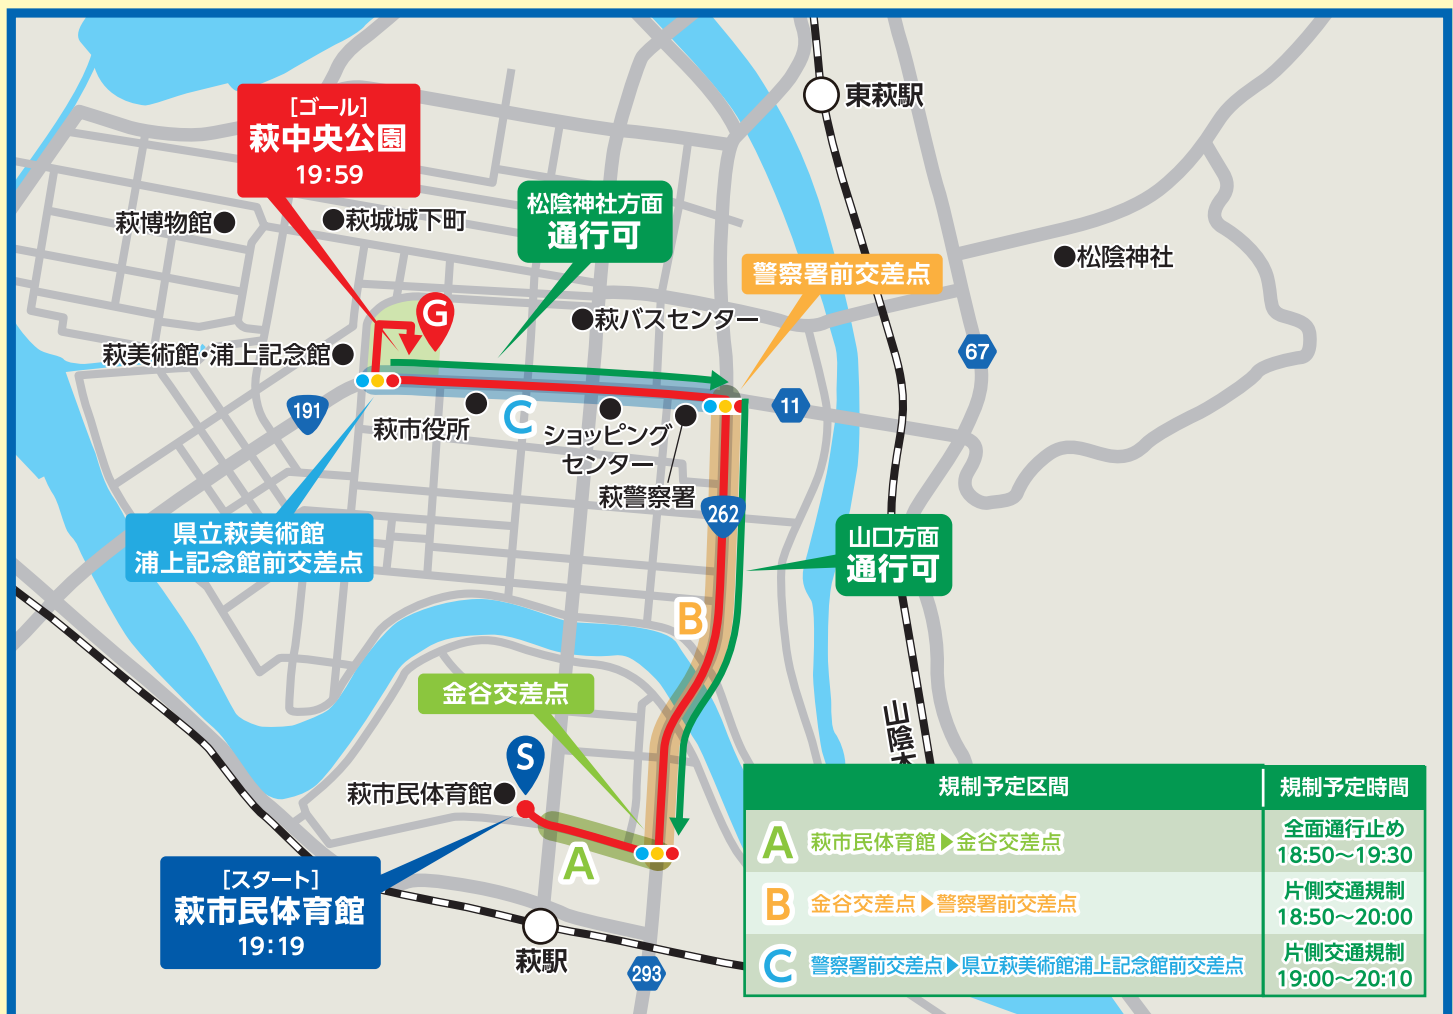 東萩駅
[ゴール]
萩中央公園
19:59
松陰神社方面
通行可
萩博物館
萩城城下町
松陰神社
警察署前交差点
G
萩バスセンター
萩美術館・浦上記念館
67
191
11
萩市役所
C
ショッピング
センター
萩警察署
262
県立萩美術館
浦上記念館前交差点
山口方面
通行可
B
金谷交差点
山陰本
S
萩市民体育館
A
[スタート]
萩市民体育館
19:19
萩駅
293
規制予定区間
規制予定時間
A 萩市民体育館▶金谷交差点
全面通行止め
18:50～19:30
B 金谷交差点▶警察署前交差点
片側交通規制
18:50～20:00
C 警察署前交差点▶県立萩美術館浦上記念館前交差点
片側交通規制
19:00～20:10